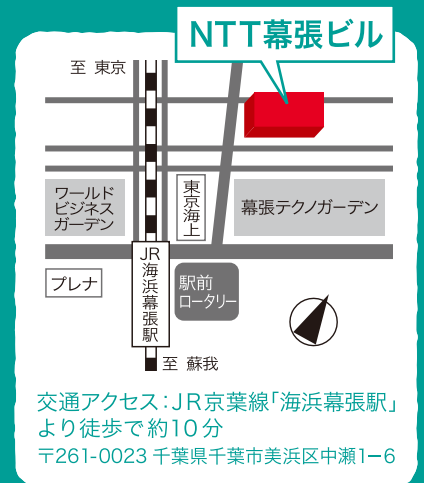 NTT幕張ビル
至 東京
ワールド
ビジネス
ガーデン
東京海上
幕張テクノガーデン
JR
海浜幕張駅
プレナ
駅前
ロータリー
至 蘇我
交通アクセス：JR京葉線「海浜幕張駅」
より徒歩で約10分
〒261-0023 千葉県千葉市美浜区中瀬1−6